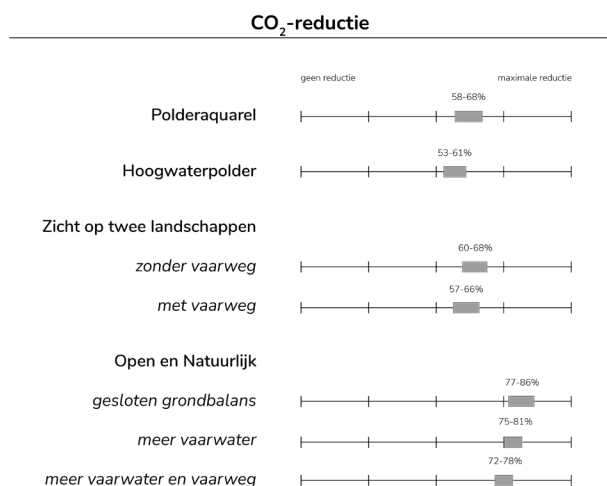 CO₂-reductie
geen reductie maximale reductie
58-68%
Polderaquarel
53-61%
Hoogwaterpolder
Zicht op twee landschappen
60-68%
zonder vaarweg
57-66%
met vaarweg
Open en Natuurlijk
77-86%
gesloten grondbalans
75-81%
meer vaarwater
72-78%
meer vaarwater en vaarweg